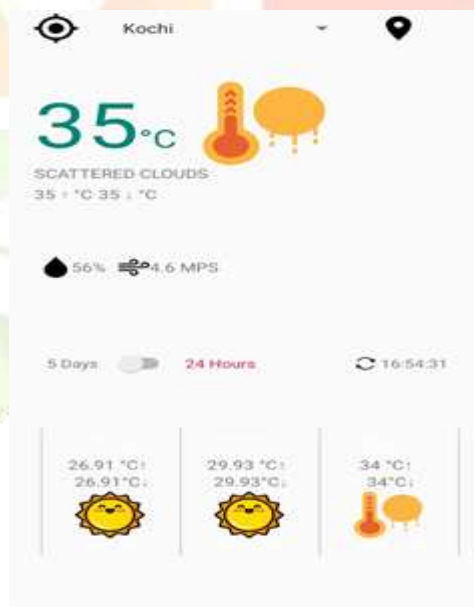 Kochi
35°C
SCATTERED CLOUDS
35 ↑ °C 35 ↓ °C
56% 4.6 MPS
5 Days 24 Hours 16:54:31
26.91 °C↑ 29.93 °C↑ 34 °C↑
26.91°C↓ 29.93°C↓ 34°C↓